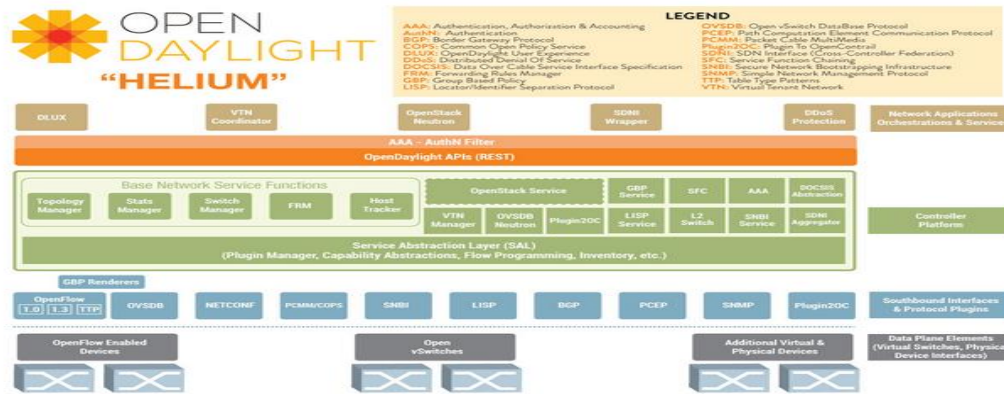 OPEN
DAYLIGHT
"HELIUM"
LEGEND
AAA: Authentication, Authorization & Accounting
AuthN: Authentication
BGP: Border Gateway Protocol
COPS: Common Open Policy Service
DLUX: OpenDaylight User Experience
DDoS: Distributed Denial Of Service
DOCSIS: Data Over Cable Service Interface Specification
FRM: Forwarding Rules Manager
GBP: Group Based Policy
LISP: Locator/Identifier Separation Protocol
OVSDB: Open vSwitch DataBase Protocol
PCEP: Path Computation Element Communication Protocol
PCMM: Packet Cable MultiMedia
Plugin2OC: Plugin To OpenContrail
SDNI: SDN Interface (Cross-Controller Federation)
SFC: Service Function Chaining
SNBI: Secure Network Bootstrapping Infrastructure
SNMP: Simple Network Management Protocol
TTP: Table Type Patterns
VTN: Virtual Tenant Network
DLUX
VTN
Coordinator
OpenStack
Neutron
SDNI
Wrapper
DDoS
Protection
Network Applications
Orchestrations & Service
AAA - AuthN Filter
OpenDaylight APIs (REST)
Base Network Service Functions
Topology
Manager
Stats
Manager
Switch
Manager
FRM
Host
Tracker
OpenStack Service
GBP
Service
SFC
AAA
DOCSIS
Abstraction
VTN
Manager
OVSDB
Neutron
Plugin2OC
LISP
Service
L2
Switch
SNBI
Service
SDNI
Aggregator
Service Abstraction Layer (SAL)
(Plugin Manager, Capability Abstractions, Flow Programming, Inventory, etc.)
Controller
Platform
GBP Renderers
OpenFlow
1.0 1.3 TTP
OVSDB
NETCONF
PCMM/COPS
SNBI
LISP
BGP
PCEP
SNMP
Plugin2OC
Southbound Interfaces
& Protocol Plugins
OpenFlow Enabled
Devices
Open
vSwitches
Additional Virtual &
Physical Devices
Data Plane Elements
(Virtual Switches, Physica
Device Interfaces)